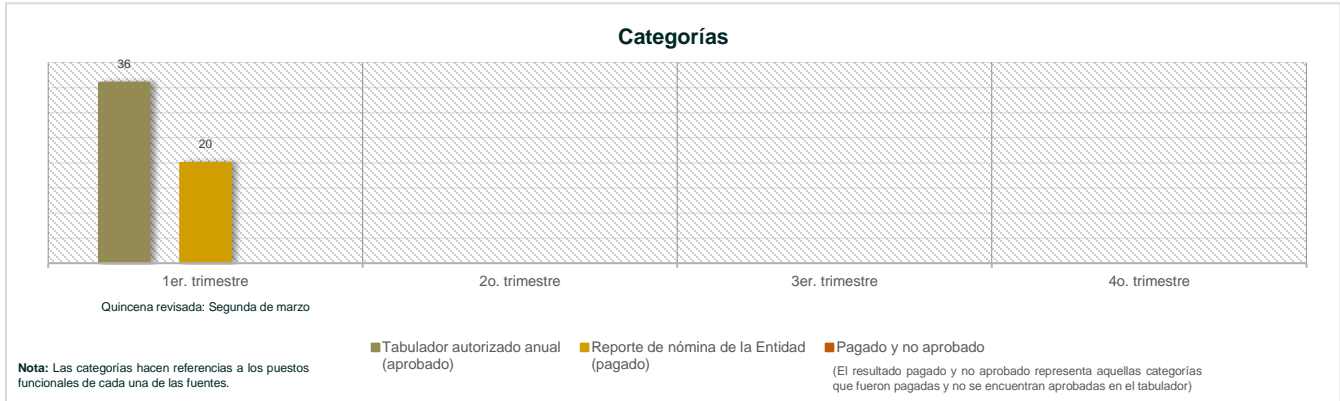 Categorías
36
20
1er. trimestre
2o. trimestre
3er. trimestre
4o. trimestre
Quincena revisada: Segunda de marzo
Tabulador autorizado anual
(aprobado)
Reporte de nómina de la Entidad
(pagado)
Pagado y no aprobado
(El resultado pagado y no aprobado representa aquellas categorías
que fueron pagadas y no se encuentran aprobadas en el tabulador)
Nota: Las categorías hacen referencias a los puestos
funcionales de cada una de las fuentes.